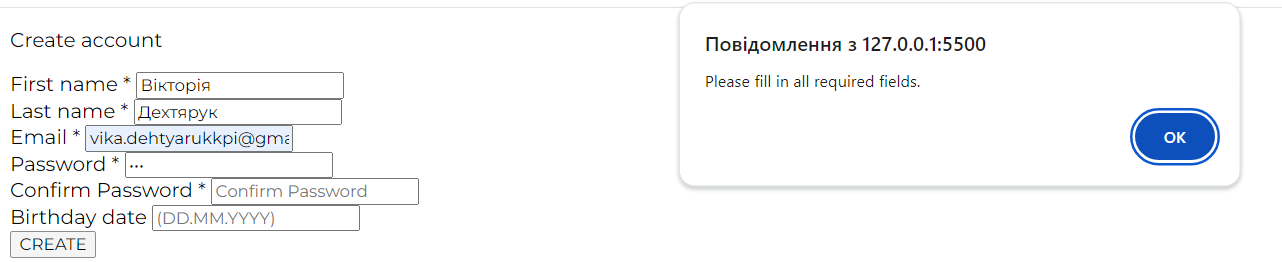 Create account
First name * Вікторія
Last name * Дехтярук
Email * vika.dehtyarukkpi@gma
Password * •••
Confirm Password * Confirm Password
Birthday date (DD.MM.YYYY)
CREATE
Повідомлення з 127.0.0.1:5500
Please fill in all required fields.
OK